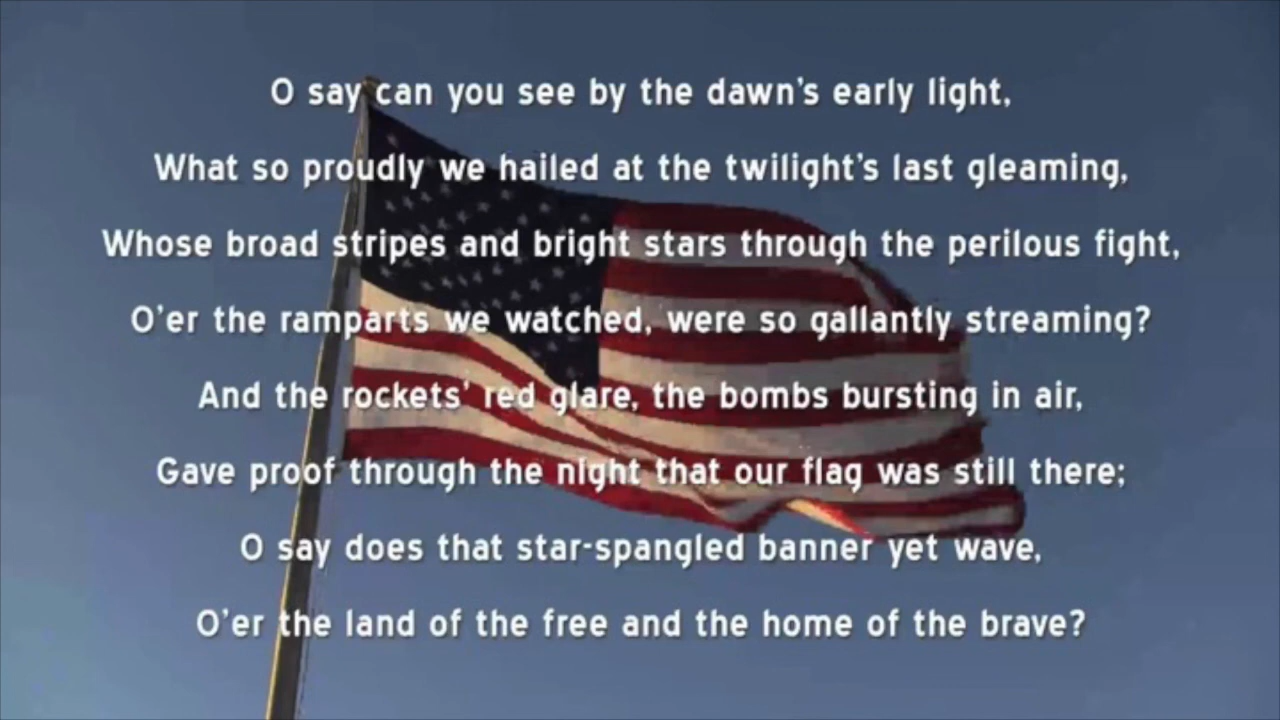 O say can you see by the dawn's early light,
What so proudly we hailed at the twilight's last gleaming,
Whose broad stripes and bright stars through the perilous fight,
O'er the ramparts we watched, were so gallantly streaming?
And the rockets' red glare, the bombs bursting in air,
Gave proof through the night that our flag was still there;
O say does that star-spangled banner yet wave,
O'er the land of the free and the home of the brave?